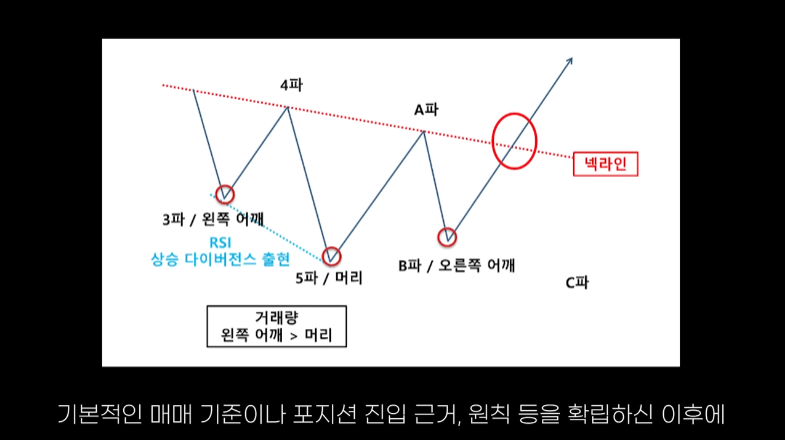 4파
A파
넥라인
3파 / 왼쪽 어깨
RSI
상승 다이버전스 출현
5파 / 머리
B파 / 오른쪽 어깨
C파
거래량
왼쪽 어깨 > 머리
기본적인 매매 기준이나 포지션 진입 근거, 원칙 등을 확립하신 이후에